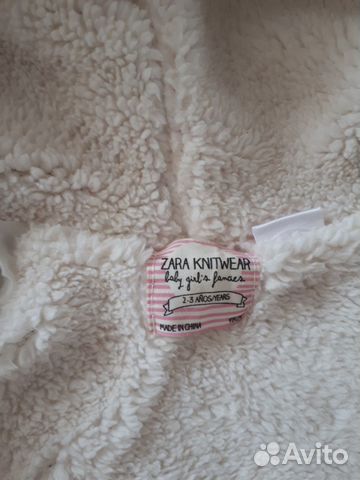 ZARA KNITWEAR
baby girl's fancies
2-3 AÑOS/YEARS
MADE IN CHINA
Avito